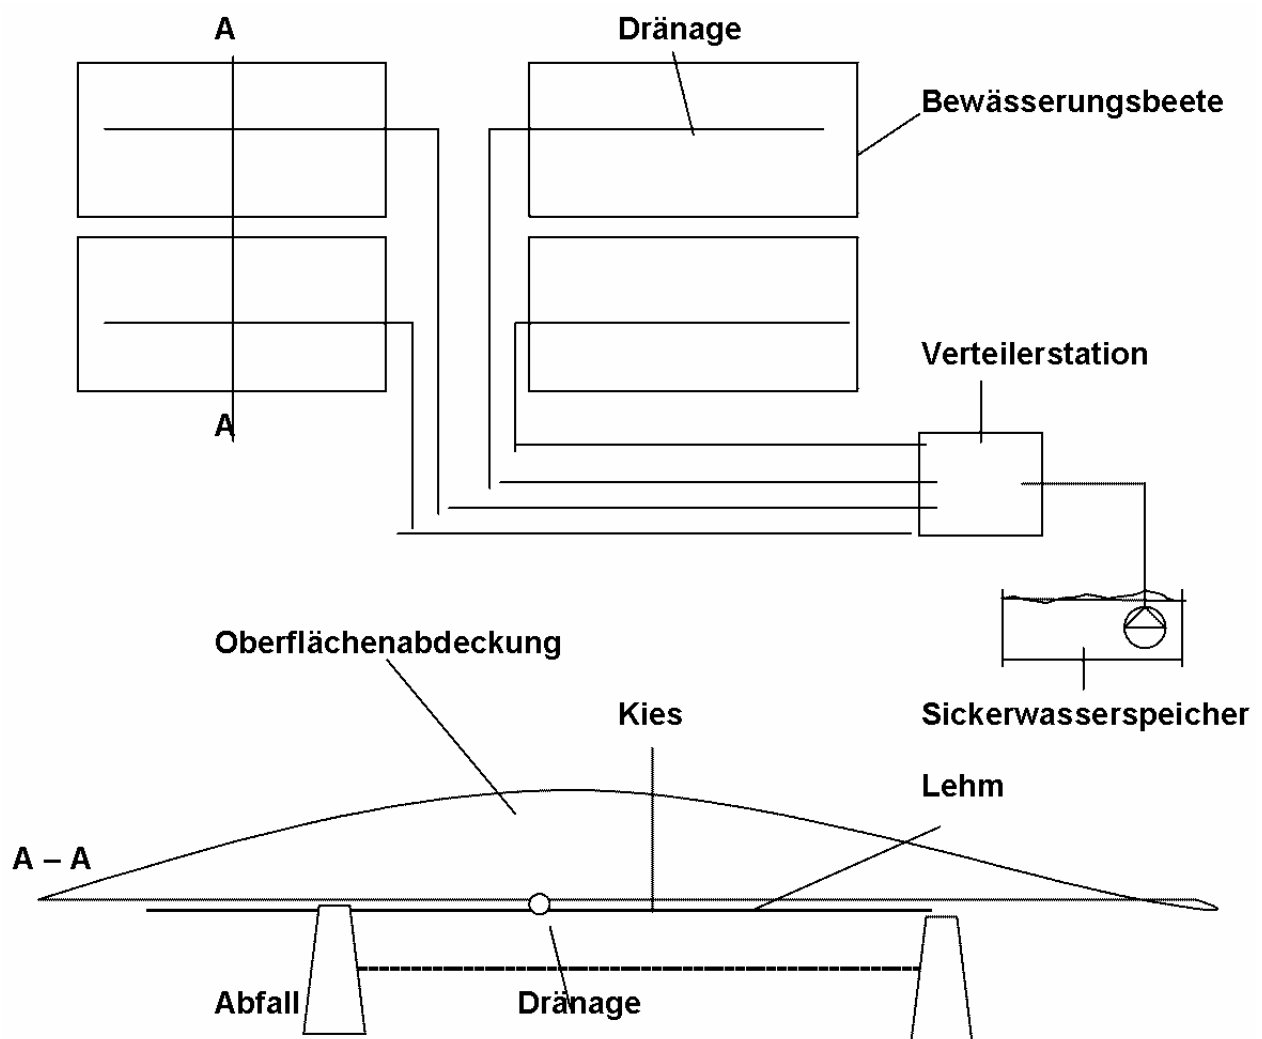 A
Dränage
Bewässerungsbeete
Verteilerstation
A
Oberflächenabdeckung
Kies
Sickerwasserspeicher
Lehm
A – A
Abfall
Dränage